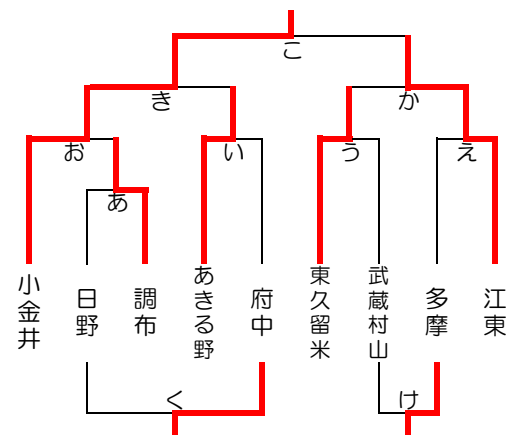 こ
き
か
お
い
う
え
あ
小金井
日野
調布
あきる野
府中
東久留米
武蔵村山
多摩
江東
く
け